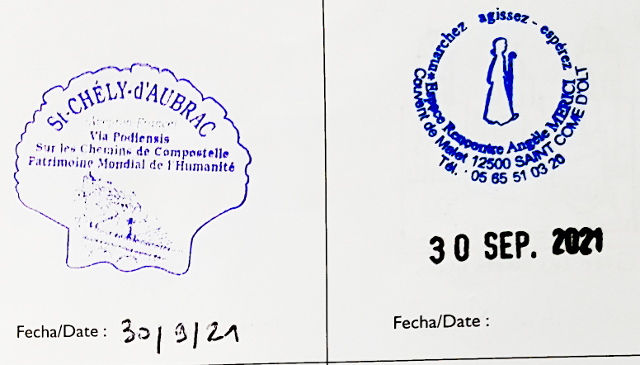 St-CHÉLY-d'AUBRAC
Via Podiensis
Sur les Chemins de Compostelle
Patrimoine Mondial de l'Humanité
Fecha/Date : 30/9/21
marchez agissez - espérez
*Espace Rencontre Angèle MERICI
Couvent de Malet 12500 SAINT COME D'OLT
Tél. : 05 65 51 03 20
30 SEP. 2021
Fecha/Date :